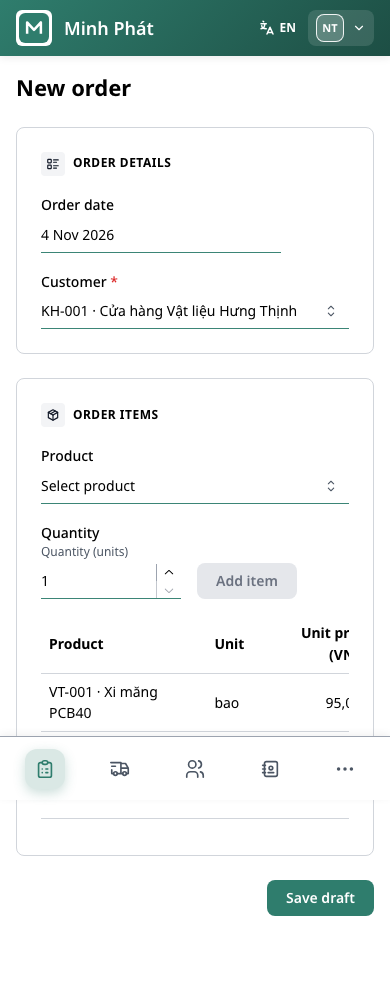 Minh Phát
EN
NT
New order
ORDER DETAILS
Order date
4 Nov 2026
Customer *
KH-001 · Cửa hàng Vật liệu Hưng Thịnh
ORDER ITEMS
Product
Select product
Quantity
Quantity (units)
1
Add item
Product
Unit
Unit pr
(VN
VT-001 · Xi măng
PCB40
bao
95,0
Save draft